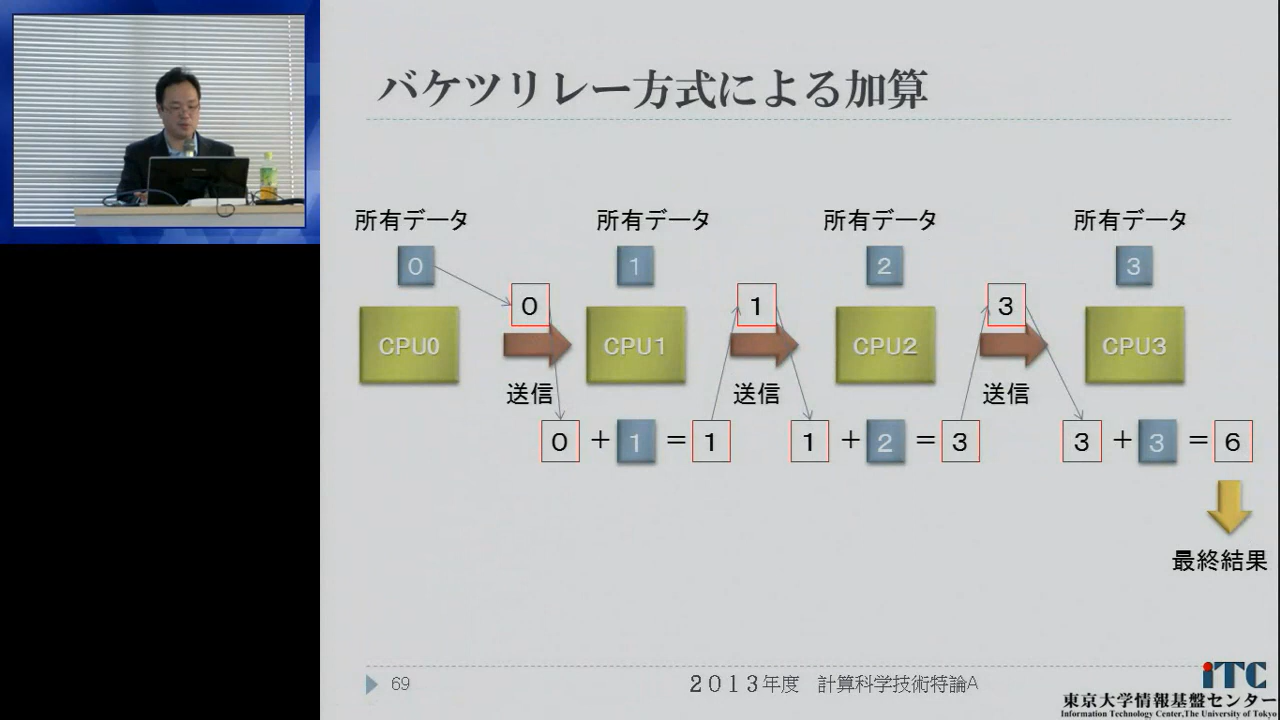 バケツリレー方式による加算
所有データ 所有データ 所有データ 所有データ
0 1 2 3
0 1 3
CPU0 CPU1 CPU2 CPU3
送信 送信 送信
0 + 1 = 1 1 + 2 = 3 3 + 3 = 6
最終結果
69 2013年度 計算科学技術特論A
iTC
東京大学情報基盤センター
Information Technology Center,The University of Tokyo